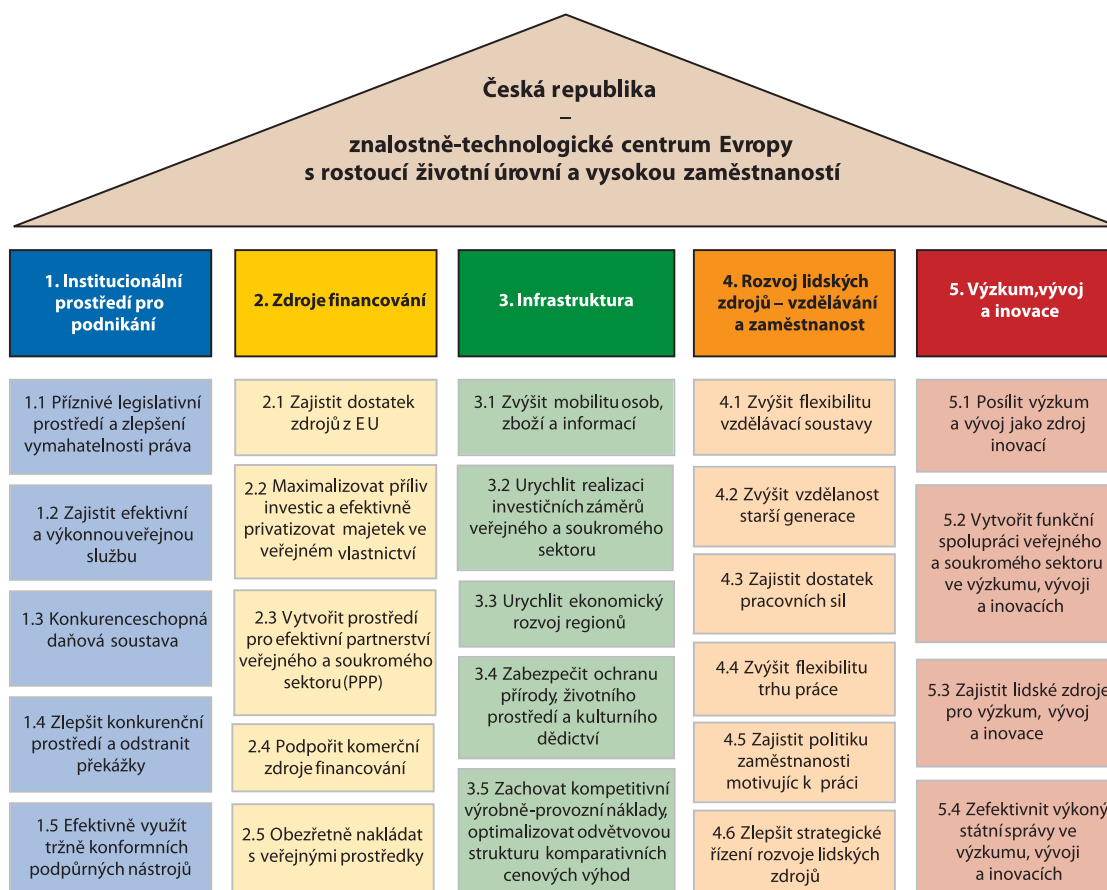 Česká republika
–
znalostně-technologické centrum Evropy
s rostoucí životní úrovní a vysokou zaměstnaností
1. Institucionální
prostředí pro
podnikání
2. Zdroje financování
3. Infrastruktura
4. Rozvoj lidských
zdrojů – vzdělávání
a zaměstnanost
5. Výzkum,vývoj
a inovace
1.1 Příznivé legislativní
prostředí a zlepšení
vymahatelnosti práva
1.2 Zajistit efektivní
a výkonnou veřejnou
službu
1.3 Konkurenceschopná
daňová soustava
1.4 Zlepšit konkurenční
prostředí a odstranit
překážky
1.5 Efektivně využít
tržně konformních
podpůrných nástrojů
2.1 Zajistit dostatek
zdrojů z EU
2.2 Maximalizovat příliv
investic a efektivně
privatizovat majetek ve
veřejném vlastnictví
2.3 Vytvořit prostředí
pro efektivní partnerství
veřejného a soukromého
sektoru (PPP)
2.4 Podpořit komerční
zdroje financování
2.5 Obezřetně nakládat
s veřejnými prostředky
3.1 Zvýšit mobilitu osob,
zboží a informací
3.2 Urychlit realizaci
investičních záměrů
veřejného a soukromého
sektoru
3.3 Urychlit ekonomický
rozvoj regionů
3.4 Zabezpečit ochranu
přírody, životního
prostředí a kulturního
dědictví
3.5 Zachovat kompetitivní
výrobně-provozní náklady,
optimalizovat odvětvovou
strukturu komparativních
cenových výhod
4.1 Zvýšit flexibilitu
vzdělávací soustavy
4.2 Zvýšit vzdělanost
starší generace
4.3 Zajistit dostatek
pracovních sil
4.4 Zvýšit flexibilitu
trhu práce
4.5 Zajistit politiku
zaměstnanosti
motivujíc k práci
4.6 Zlepšit strategické
řízení rozvoje lidských
zdrojů
5.1 Posílit výzkum
a vývoj jako zdroj
inovací
5.2 Vytvořit funkční
spolupráci veřejného
a soukromého sektoru
ve výzkumu, vývoji
a inovacích
5.3 Zajistit lidské zdroje
pro výzkum, vývoj
a inovace
5.4 Zefektivnit výkony
státní správy ve
výzkumu, vývoji
a inovacích